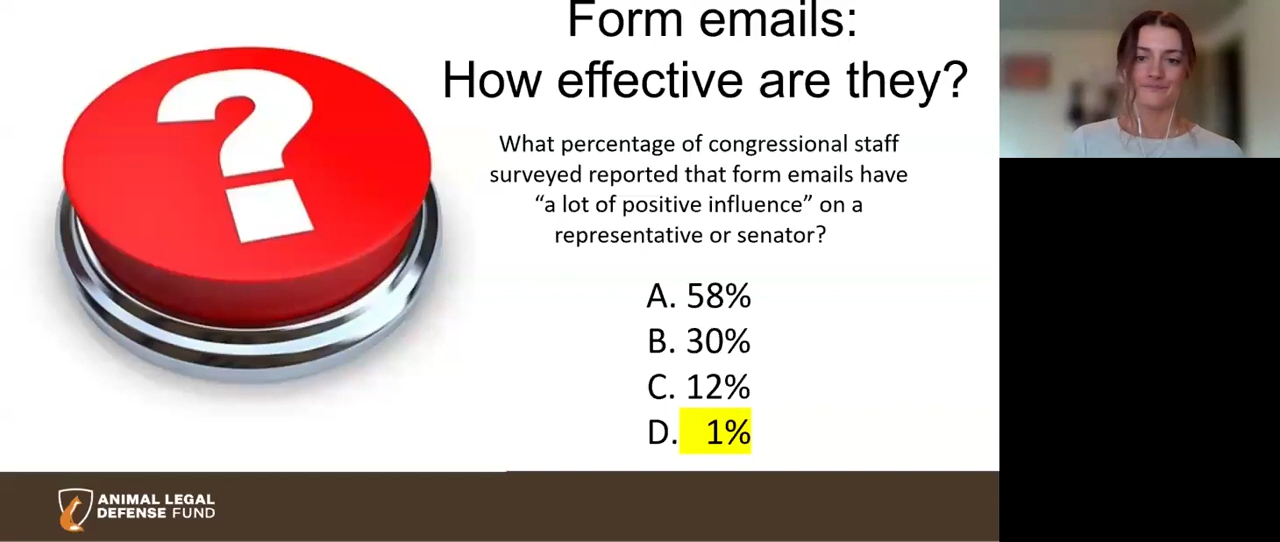 Form emails:
How effective are they?
What percentage of congressional staff
surveyed reported that form emails have
“a lot of positive influence” on a
representative or senator?
A. 58%
B. 30%
C. 12%
D. 1%
ANIMAL LEGAL
DEFENSE FUND